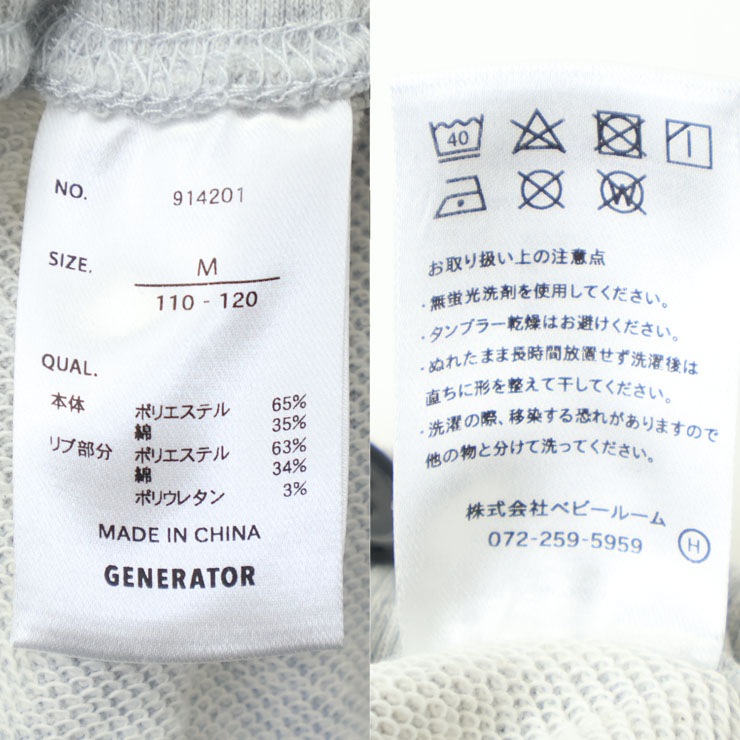 NO. 914201
SIZE. M
110 - 120
QUAL.
本体 ポリエステル 65%
綿 35%
リブ部分 ポリエステル 63%
綿 34%
ポリウレタン 3%
MADE IN CHINA
GENERATOR
40
W
お取り扱い上の注意点
・無蛍光洗剤を使用してください。
・タンブラー乾燥はお避けください。
・ぬれたまま長時間放置せず洗濯後は
直ちに形を整えて干してください。
・洗濯の際、移染する恐れがありますので
他の物と分けて洗ってください。
株式会社ベビールーム
072-259-5959 H